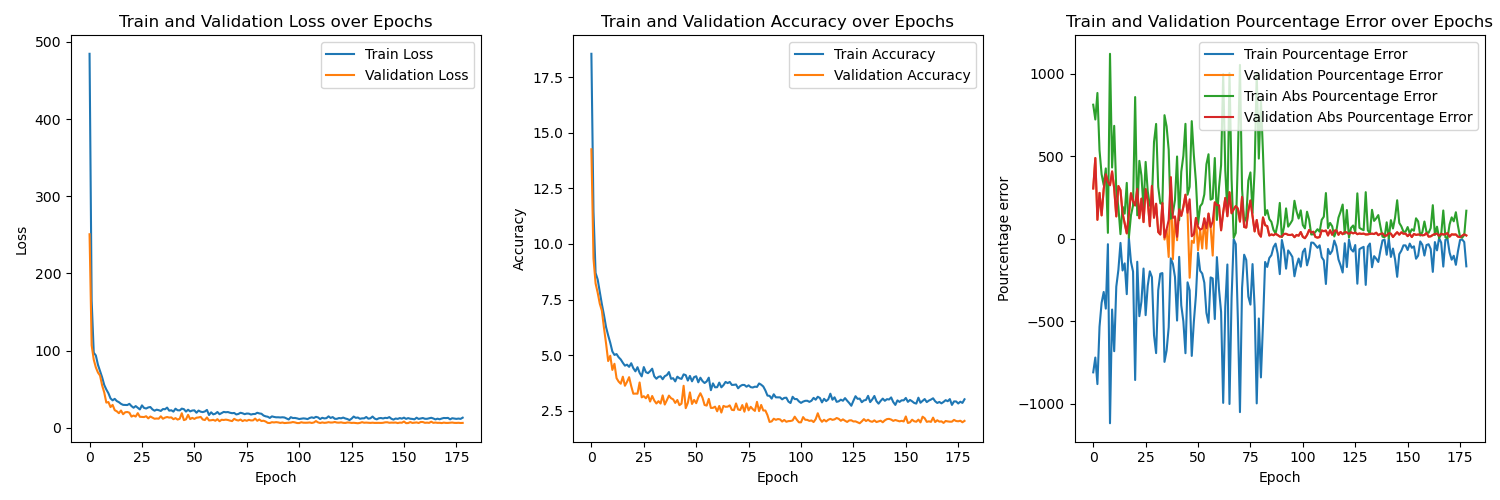 Train and Validation Loss over Epochs
Loss
500
400
300
200
100
0
Train Loss
Validation Loss
0 25 50 75 100 125 150 175
Epoch
Train and Validation Accuracy over Epochs
Accuracy
17.5
15.0
12.5
10.0
7.5
5.0
2.5
Train Accuracy
Validation Accuracy
0 25 50 75 100 125 150 175
Epoch
Train and Validation Pourcentage Error over Epochs
Pourcentage error
1000
500
0
−500
−1000
Train Pourcentage Error
Validation Pourcentage Error
Train Abs Pourcentage Error
Validation Abs Pourcentage Error
0 25 50 75 100 125 150 175
Epoch